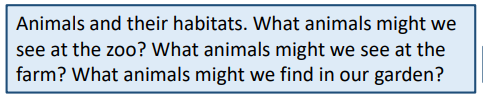 Animals and their habitats. What animals might we
see at the zoo? What animals might we see at the
farm? What animals might we find in our garden?